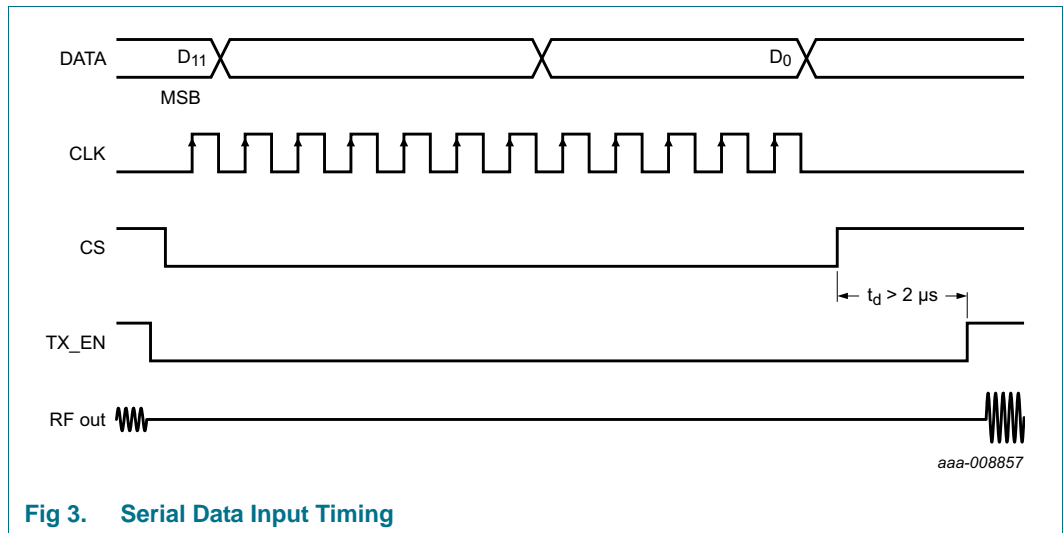 DATA
D11
D0
MSB
CLK
CS
td > 2 µs
TX_EN
RF out
aaa-008857
Fig 3. Serial Data Input Timing